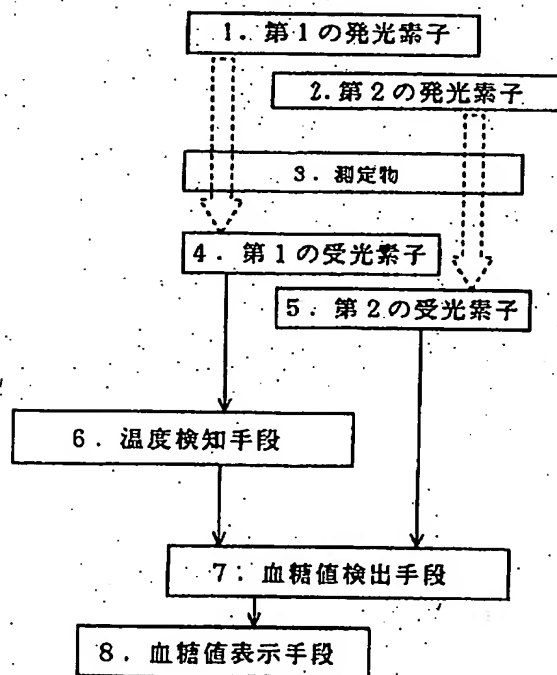 1. 第1の発光素子
2. 第2の発光素子
3. 測定物
4. 第1の受光素子
5. 第2の受光素子
6. 温度検知手段
7. 血糖値検出手段
8. 血糖値表示手段